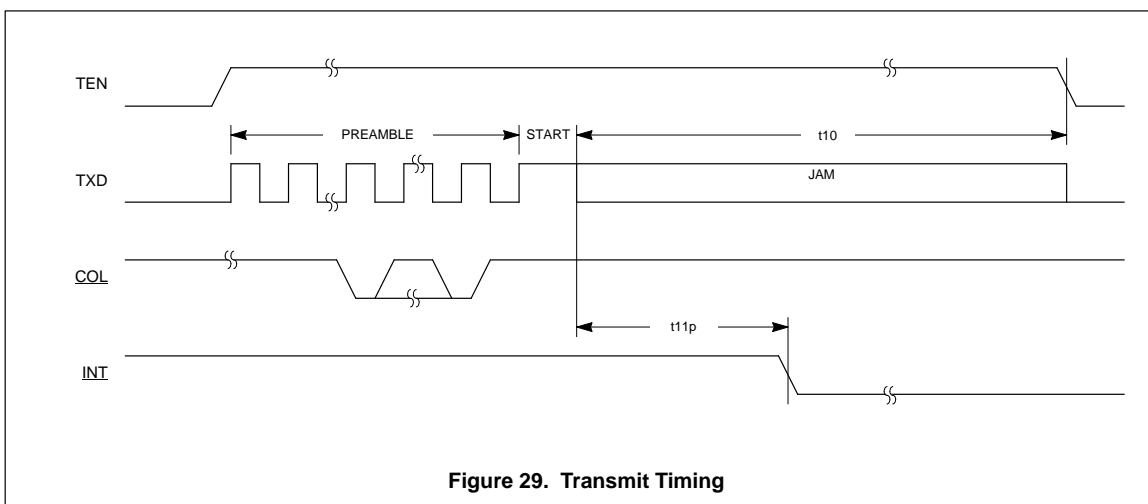 TEN
PREAMBLE START t10
TXD JAM
COL
t11p
INT
Figure 29. Transmit Timing